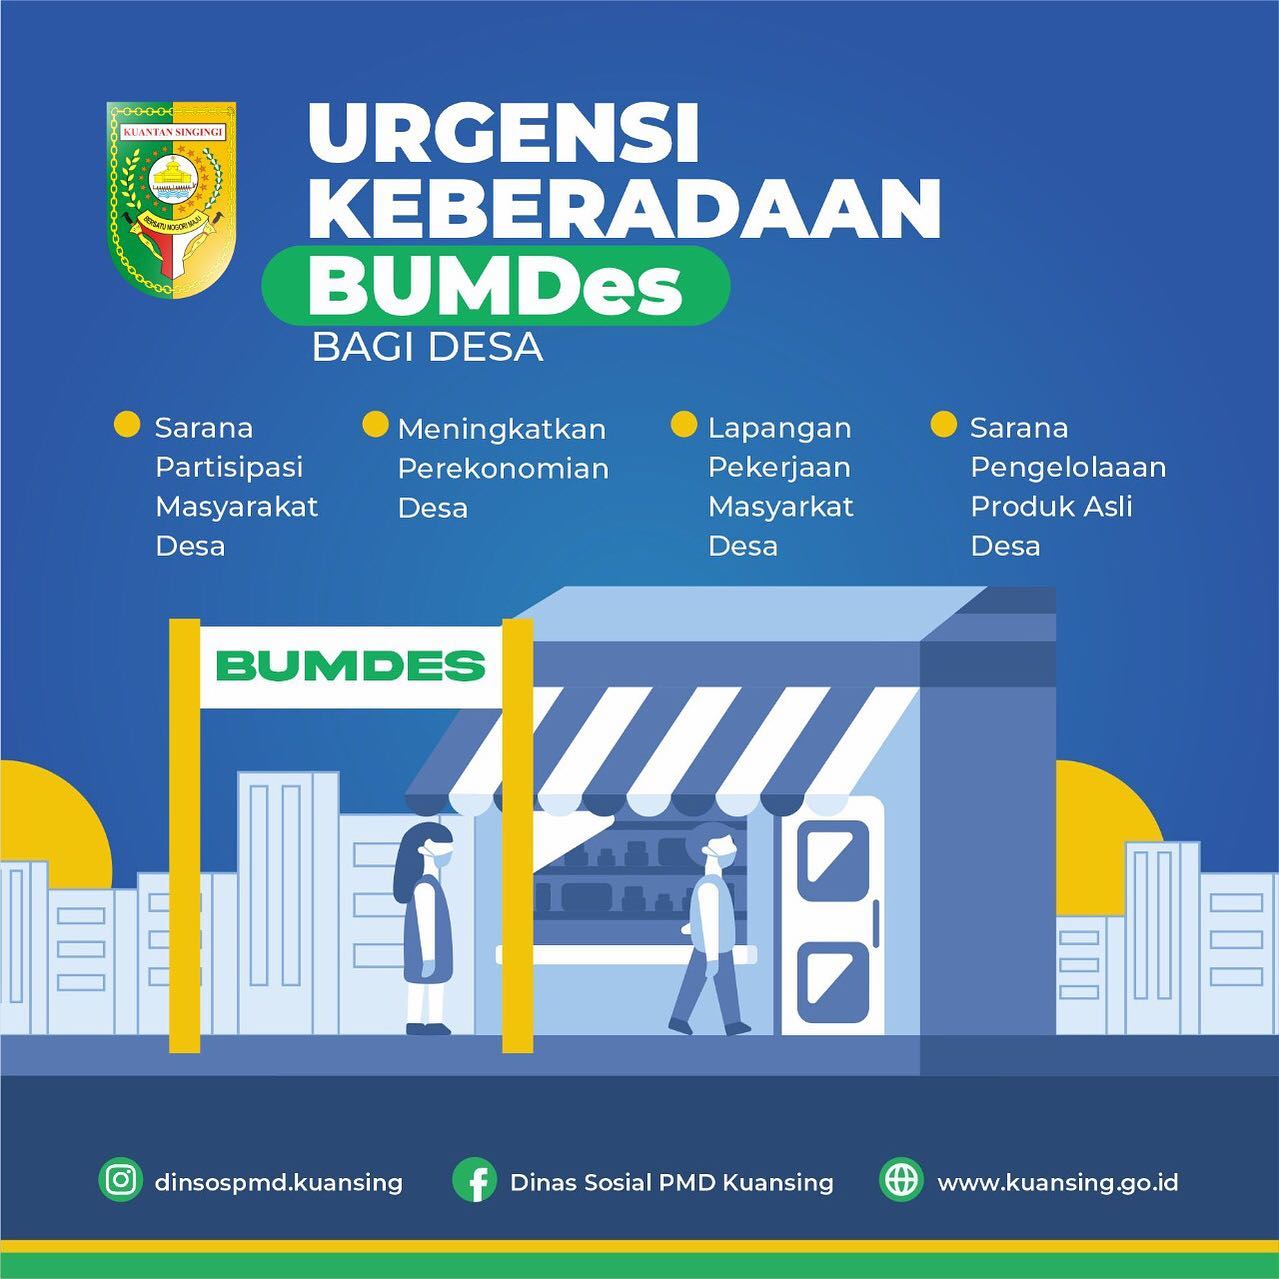 KUANTAN SINGINGI
BERSATU NOGORI MAJU
URGENSI
KEBERADAAN
BUMDes
BAGI DESA
Sarana
Partisipasi
Masyarakat
Desa
Meningkatkan
Perekonomian
Desa
Lapangan
Pekerjaan
Masyarkat
Desa
Sarana
Pengelolaaan
Produk Asli
Desa
BUMDES
dinsospmd.kuansing
Dinas Sosial PMD Kuansing
www.kuansing.go.id